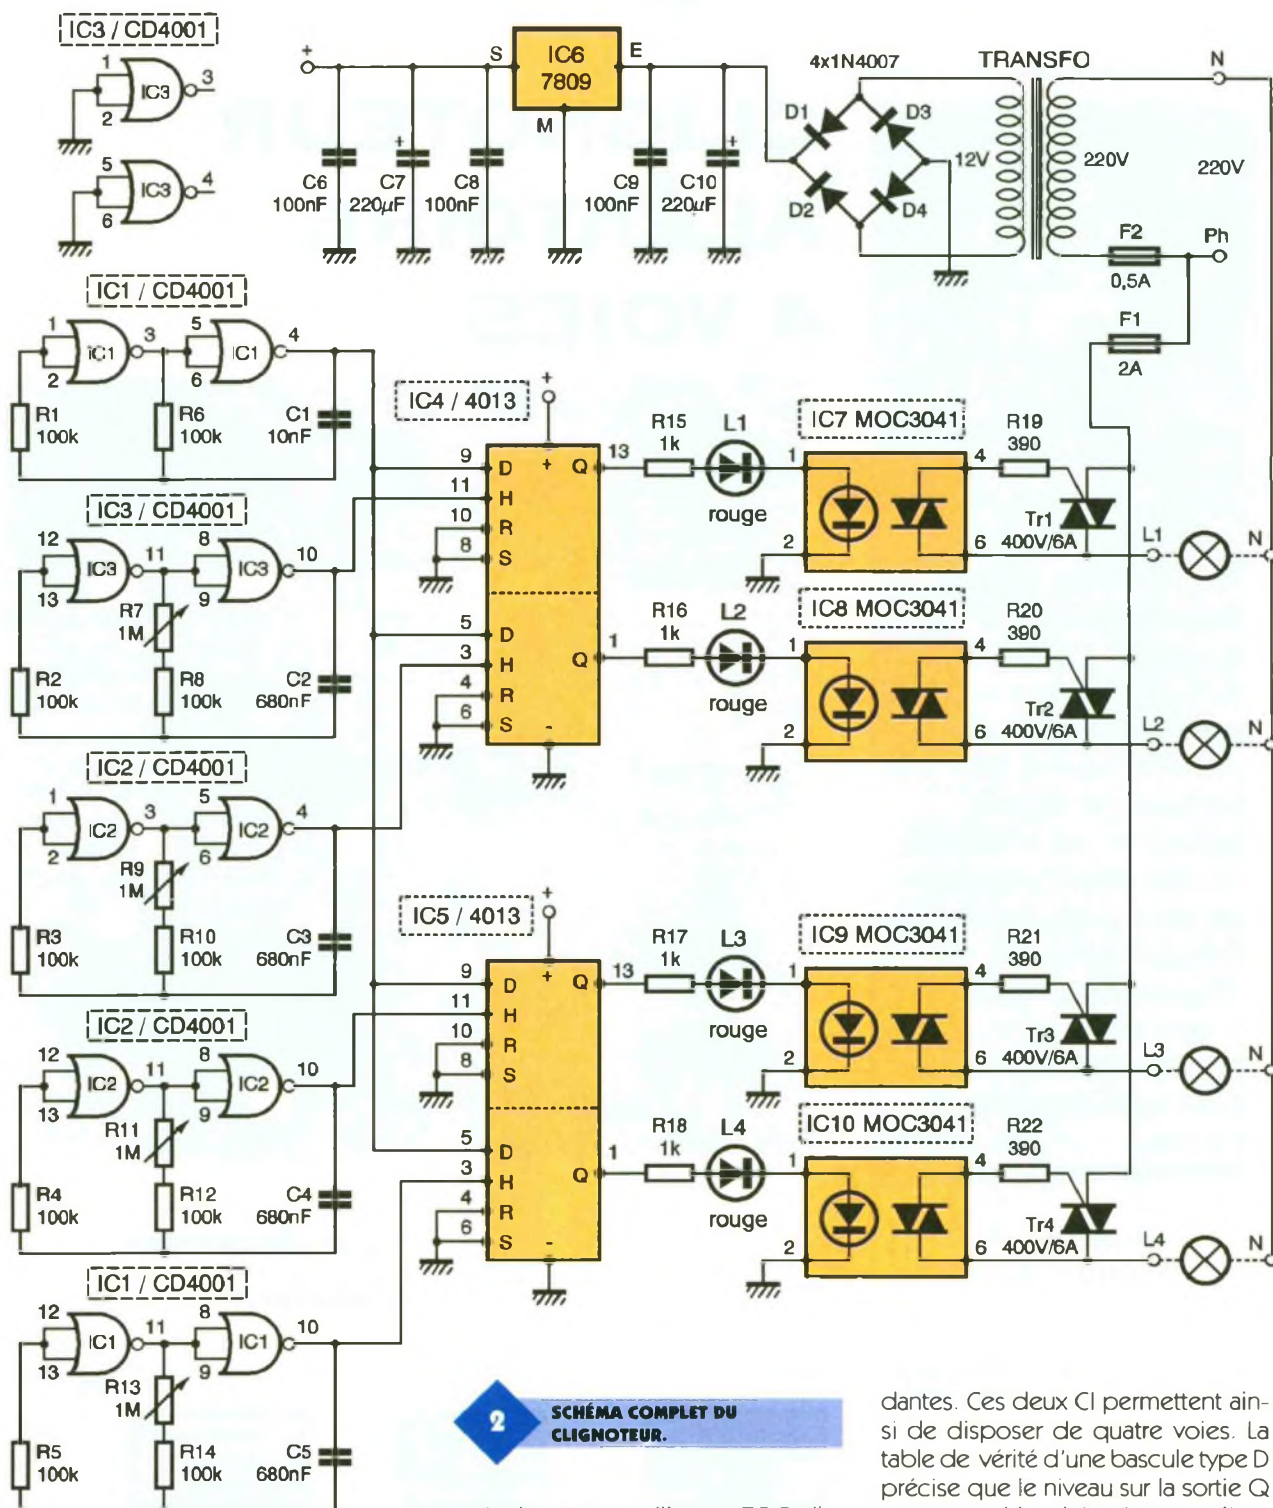 IC3 / CD4001
1
2
IC3
3
5
6
IC3
4
+
S
IC6
7809
E
M
C6
100nF
C7
220µF
+
C8
100nF
C9
100nF
C10
220µF
+
4x1N4007
D1
D3
D2
D4
TRANSFO
12V
220V
N
220V
Ph
F2
0,5A
F1
2A
IC1 / CD4001
1
2
IC1
3
5
6
IC1
4
R1
100k
R6
100k
C1
10nF
IC3 / CD4001
12
13
IC3
11
8
9
IC3
10
R7
1M
R2
100k
R8
100k
C2
680nF
IC2 / CD4001
1
2
IC2
3
5
6
IC2
4
R9
1M
R3
100k
R10
100k
C3
680nF
IC2 / CD4001
12
13
IC2
11
8
9
IC2
10
R11
1M
R4
100k
R12
100k
C4
680nF
IC1 / CD4001
12
13
IC1
11
8
9
IC1
10
R13
1M
R5
100k
R14
100k
C5
680nF
IC4 / 4013
+
9 D + Q 13
11 H
10 R
8 S
5 D
3 H Q 1
4 R
6 S -
R15
1k
L1
rouge
IC7 MOC3041
1
2
4
6
R19
390
Tr1
400V/6A
L1
N
R16
1k
L2
rouge
IC8 MOC3041
1
2
4
6
R20
390
Tr2
400V/6A
L2
N
IC5 / 4013
+
9 D + Q 13
11 H
10 R
8 S
5 D
3 H Q 1
4 R
6 S -
R17
1k
L3
rouge
IC9 MOC3041
1
2
4
6
R21
390
Tr3
400V/6A
L3
N
R18
1k
L4
rouge
IC10 MOC3041
1
2
4
6
R22
390
Tr4
400V/6A
L4
N
2
SCHÉMA COMPLET DU
CLIGNOTEUR.
dantes. Ces deux CI permettent ain-
si de disposer de quatre voies. La
table de vérité d'une bascule type D
précise que le niveau sur la sortie Q